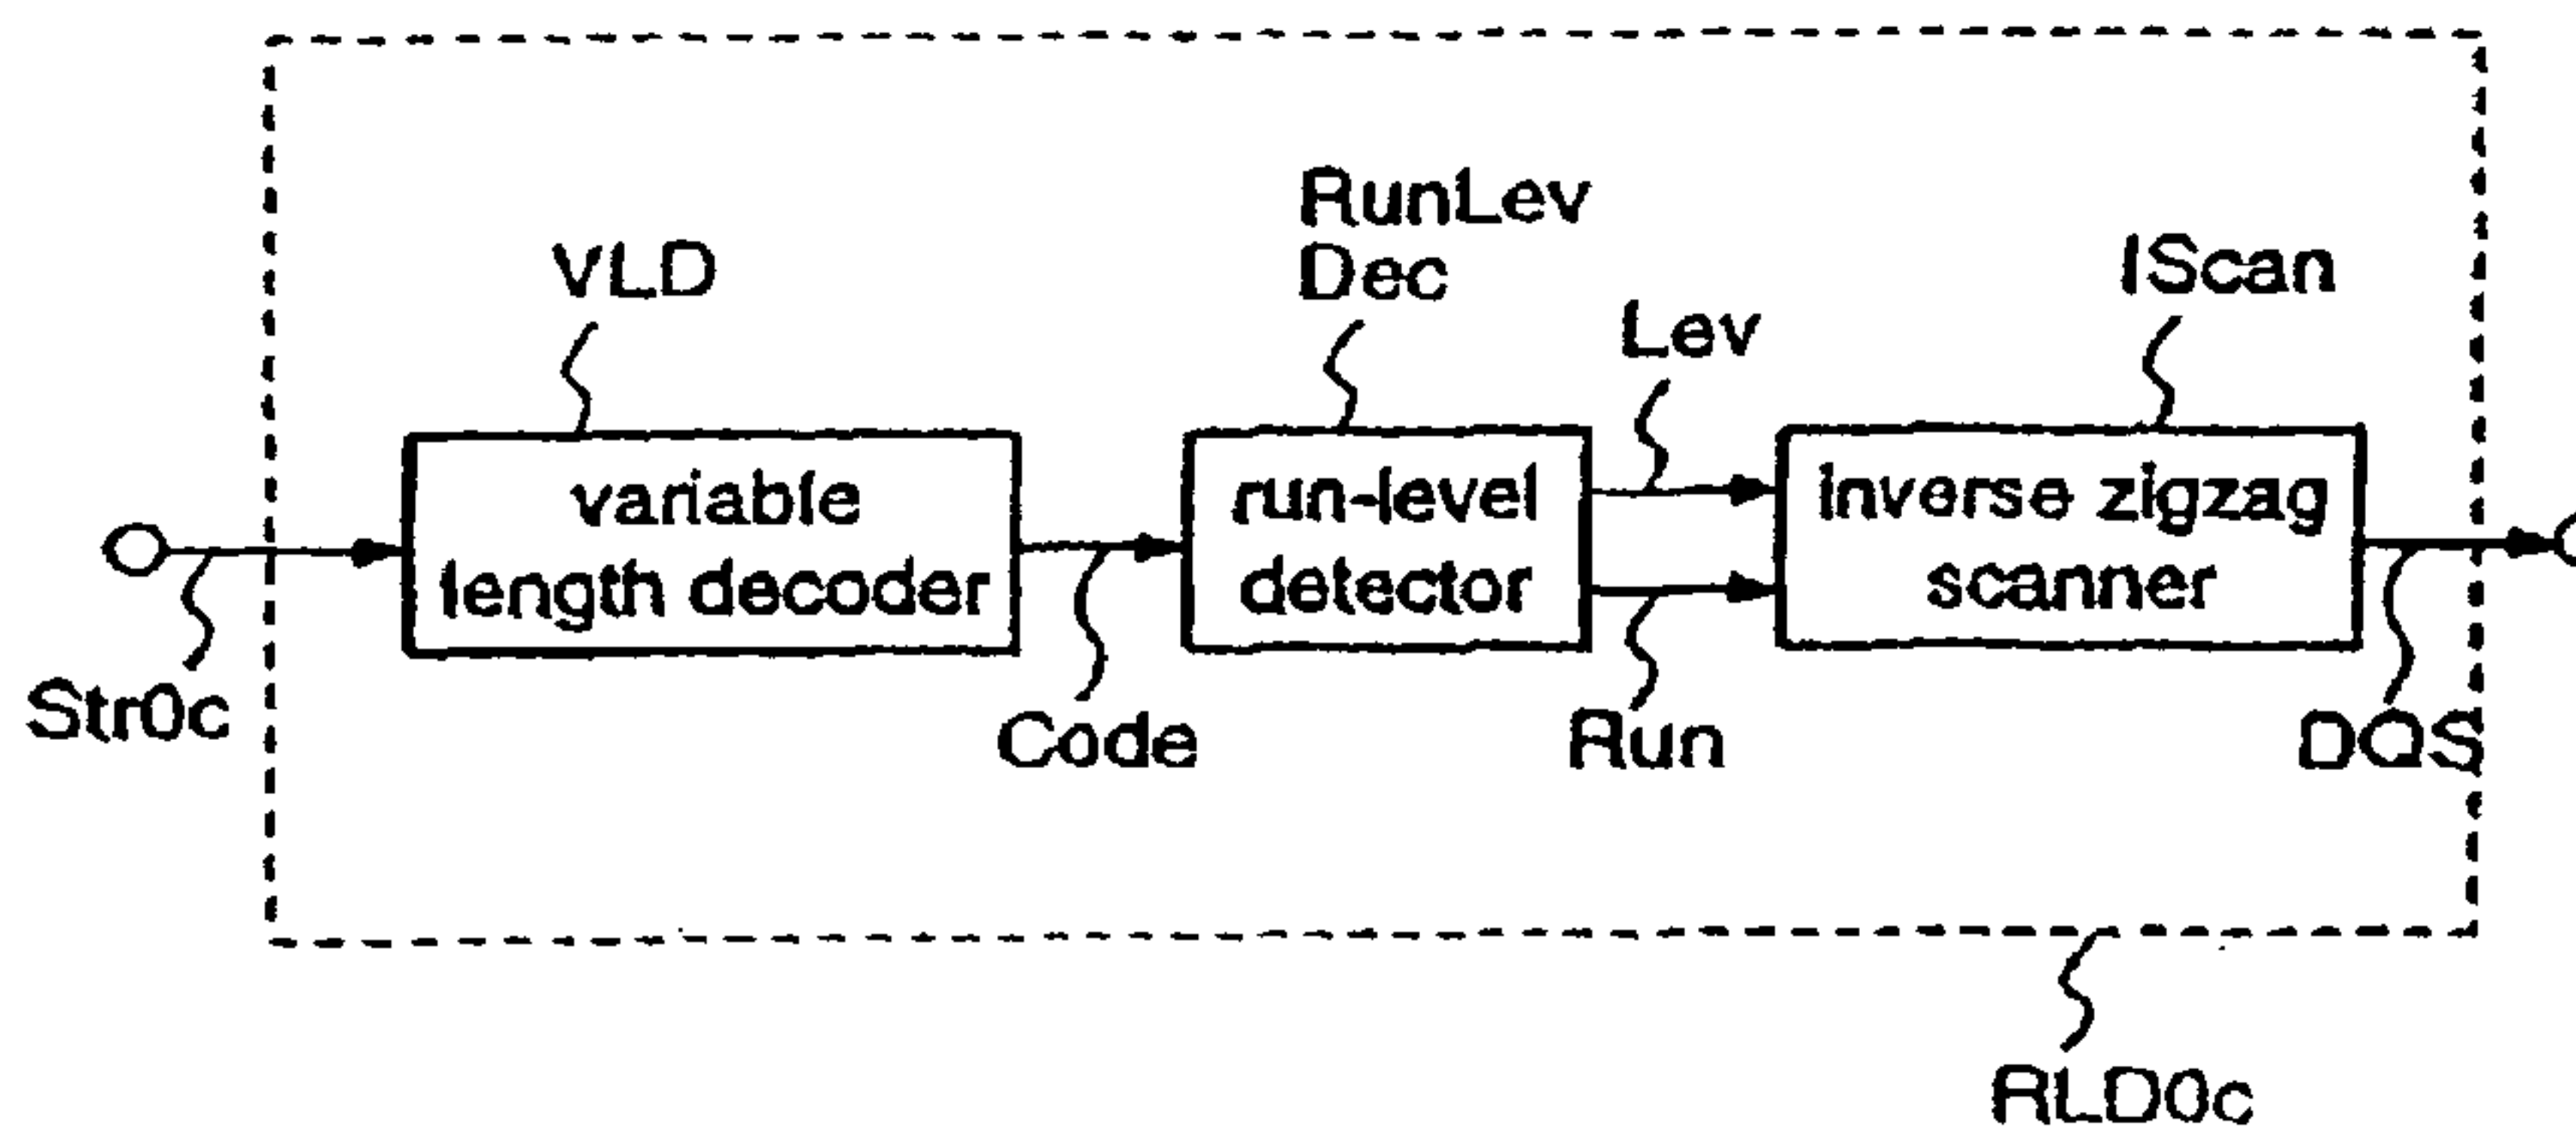 VLD
RunLev
Dec
Lev
IScan
variable
length decoder
run-level
detector
inverse zigzag
scanner
Str0c
Code
Run
DQS
RLD0c